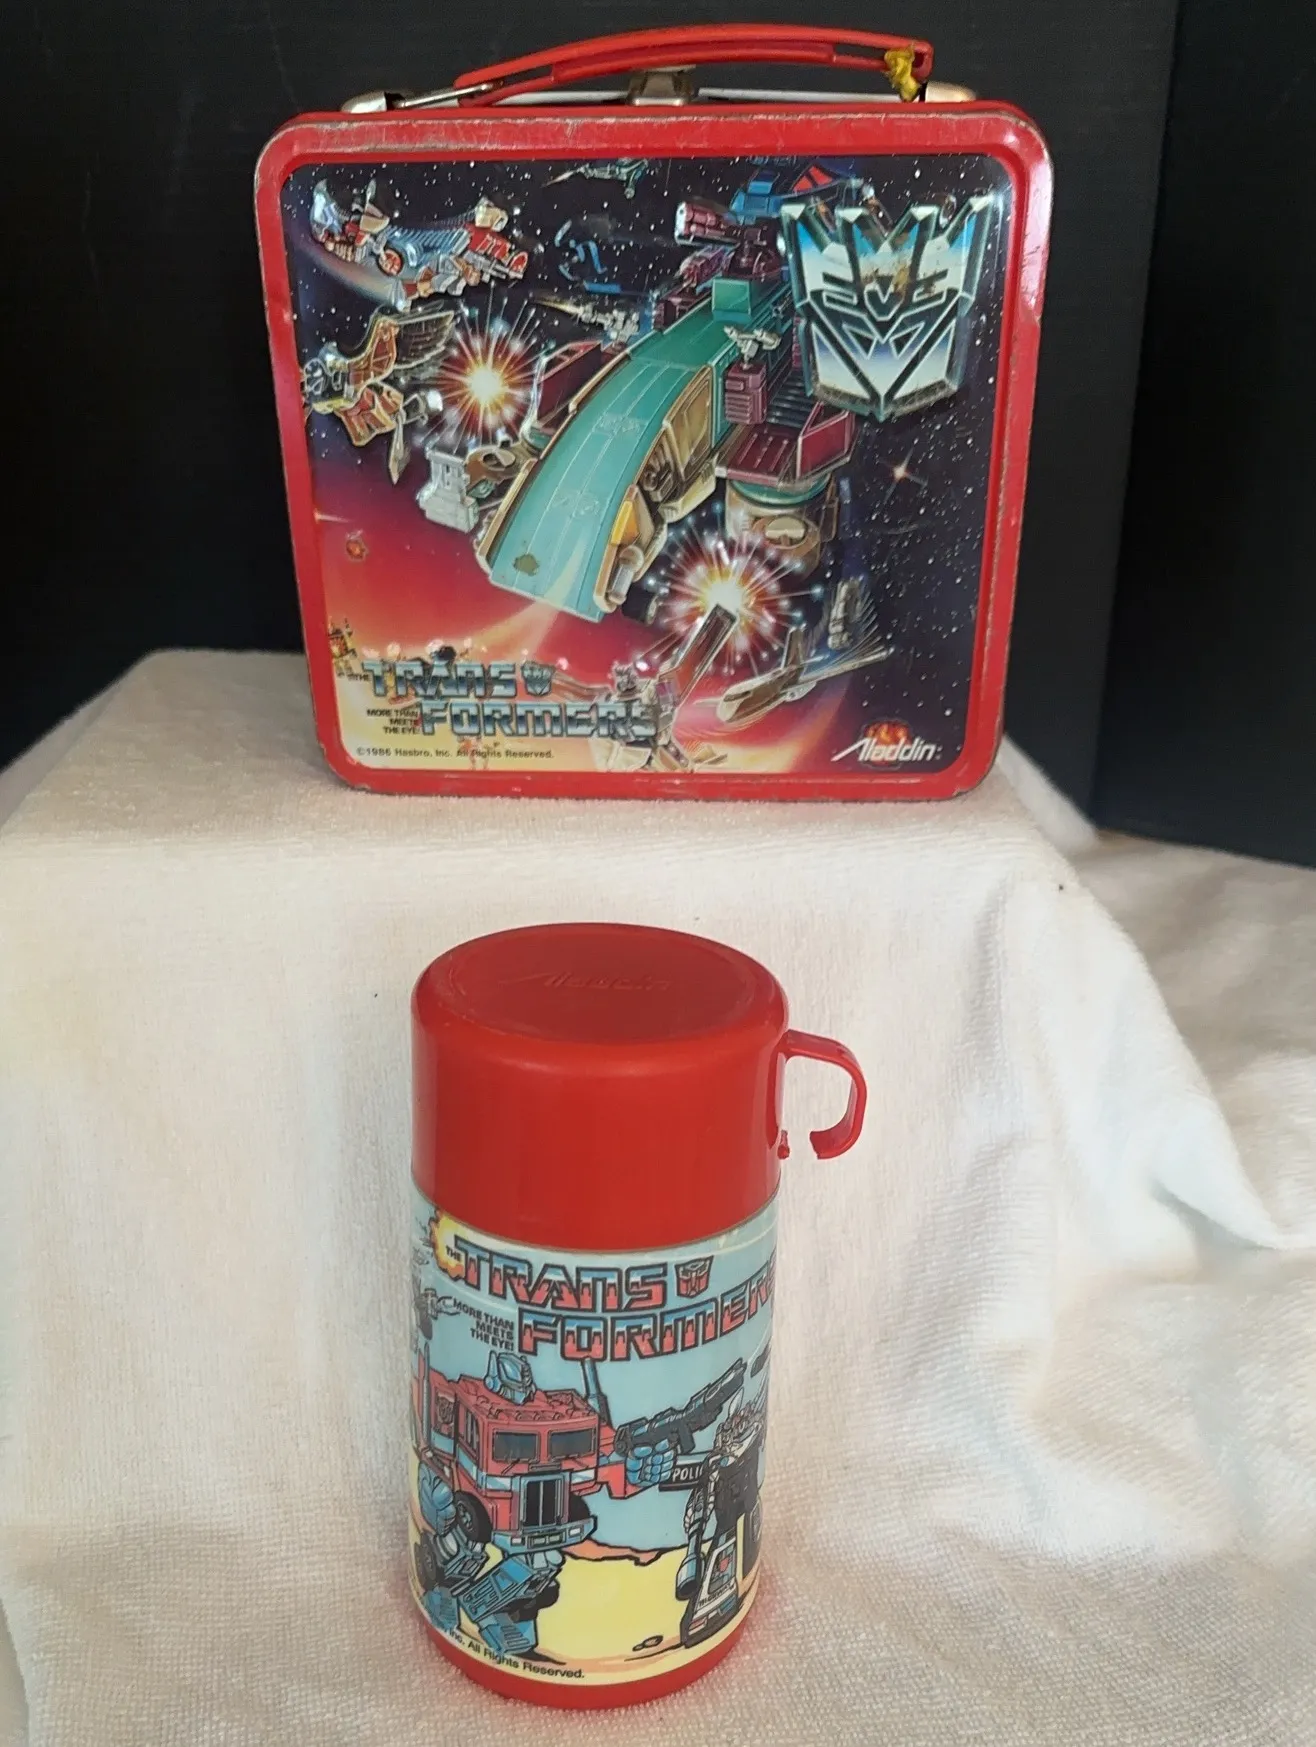 THE TRANS
FORMERS
MORE THAN
MEETS
THE EYE!
©1986 Hasbro, Inc. All Rights Reserved.
Aladdin
Aladdin
THE TRANS
FORMERS
MORE THAN
MEETS
THE EYE!
POLI
Inc. All Rights Reserved.